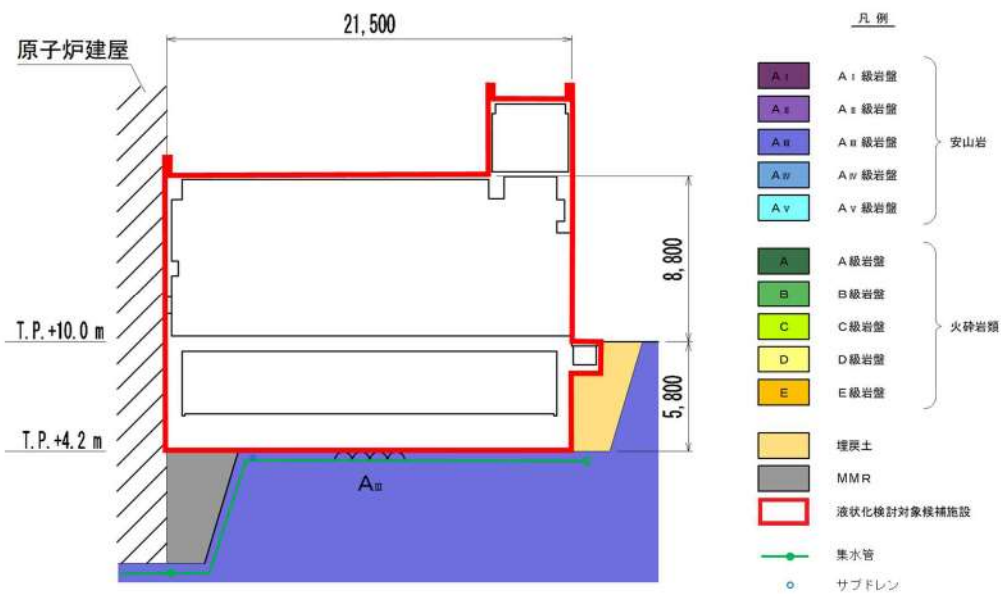 21,500
原子炉建屋
8,800
T.P.+10.0 m
5,800
T.P.+4.2 m
AⅢ
凡 例
AⅠ AⅠ級岩盤
AⅡ AⅡ級岩盤
AⅢ AⅢ級岩盤
AⅣ AⅣ級岩盤
AⅤ AⅤ級岩盤
安山岩
A A級岩盤
B B級岩盤
C C級岩盤
D D級岩盤
E E級岩盤
火砕岩類
埋戻土
MMR
液状化検討対象候補施設
集水管
サブドレン